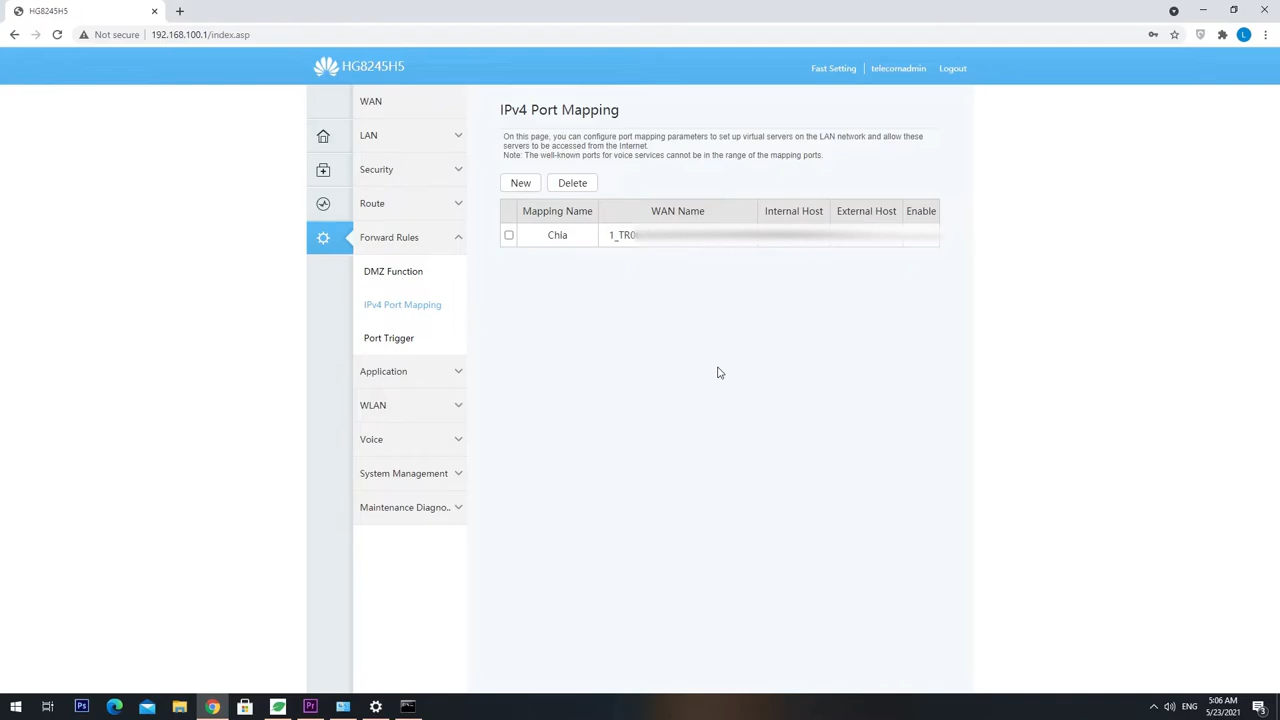 HG8245H5
Not secure
192.168.100.1/index.asp
L
HG8245H5
Fast Setting
telecomadmin
Logout
WAN
LAN
Security
Route
Forward Rules
DMZ Function
IPv4 Port Mapping
Port Trigger
Application
WLAN
Voice
System Management
Maintenance Diagno..
IPv4 Port Mapping
On this page, you can configure port mapping parameters to set up virtual servers on the LAN network and allow these
servers to be accessed from the Internet.
Note: The well-known ports for voice services cannot be in the range of the mapping ports.
New Delete
Mapping Name WAN Name Internal Host External Host Enable
Chia
Ps
Pr
ENG
5:06 AM
5/23/2021
3